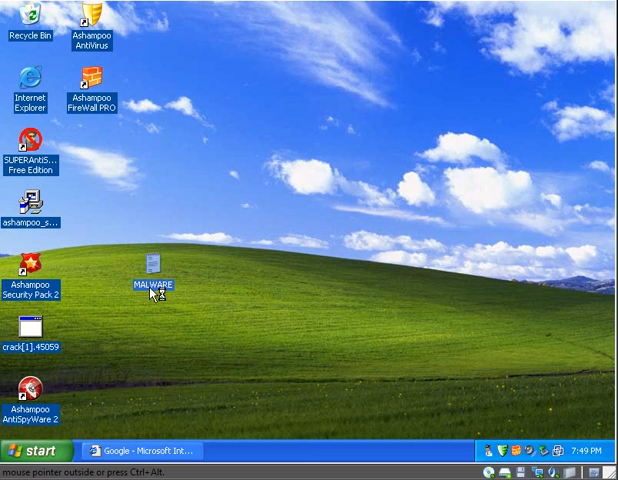 Recycle Bin
Ashampoo
AntiVirus
Internet
Explorer
Ashampoo
FireWall PRO
SUPERAntiS...
Free Edition
ashampoo_s...
Ashampoo
Security Pack 2
MALWARE
crack[1].45059
Ashampoo
AntiSpyWare 2
start
Google - Microsoft Int...
7:49 PM
mouse pointer outside or press Ctrl+Alt.